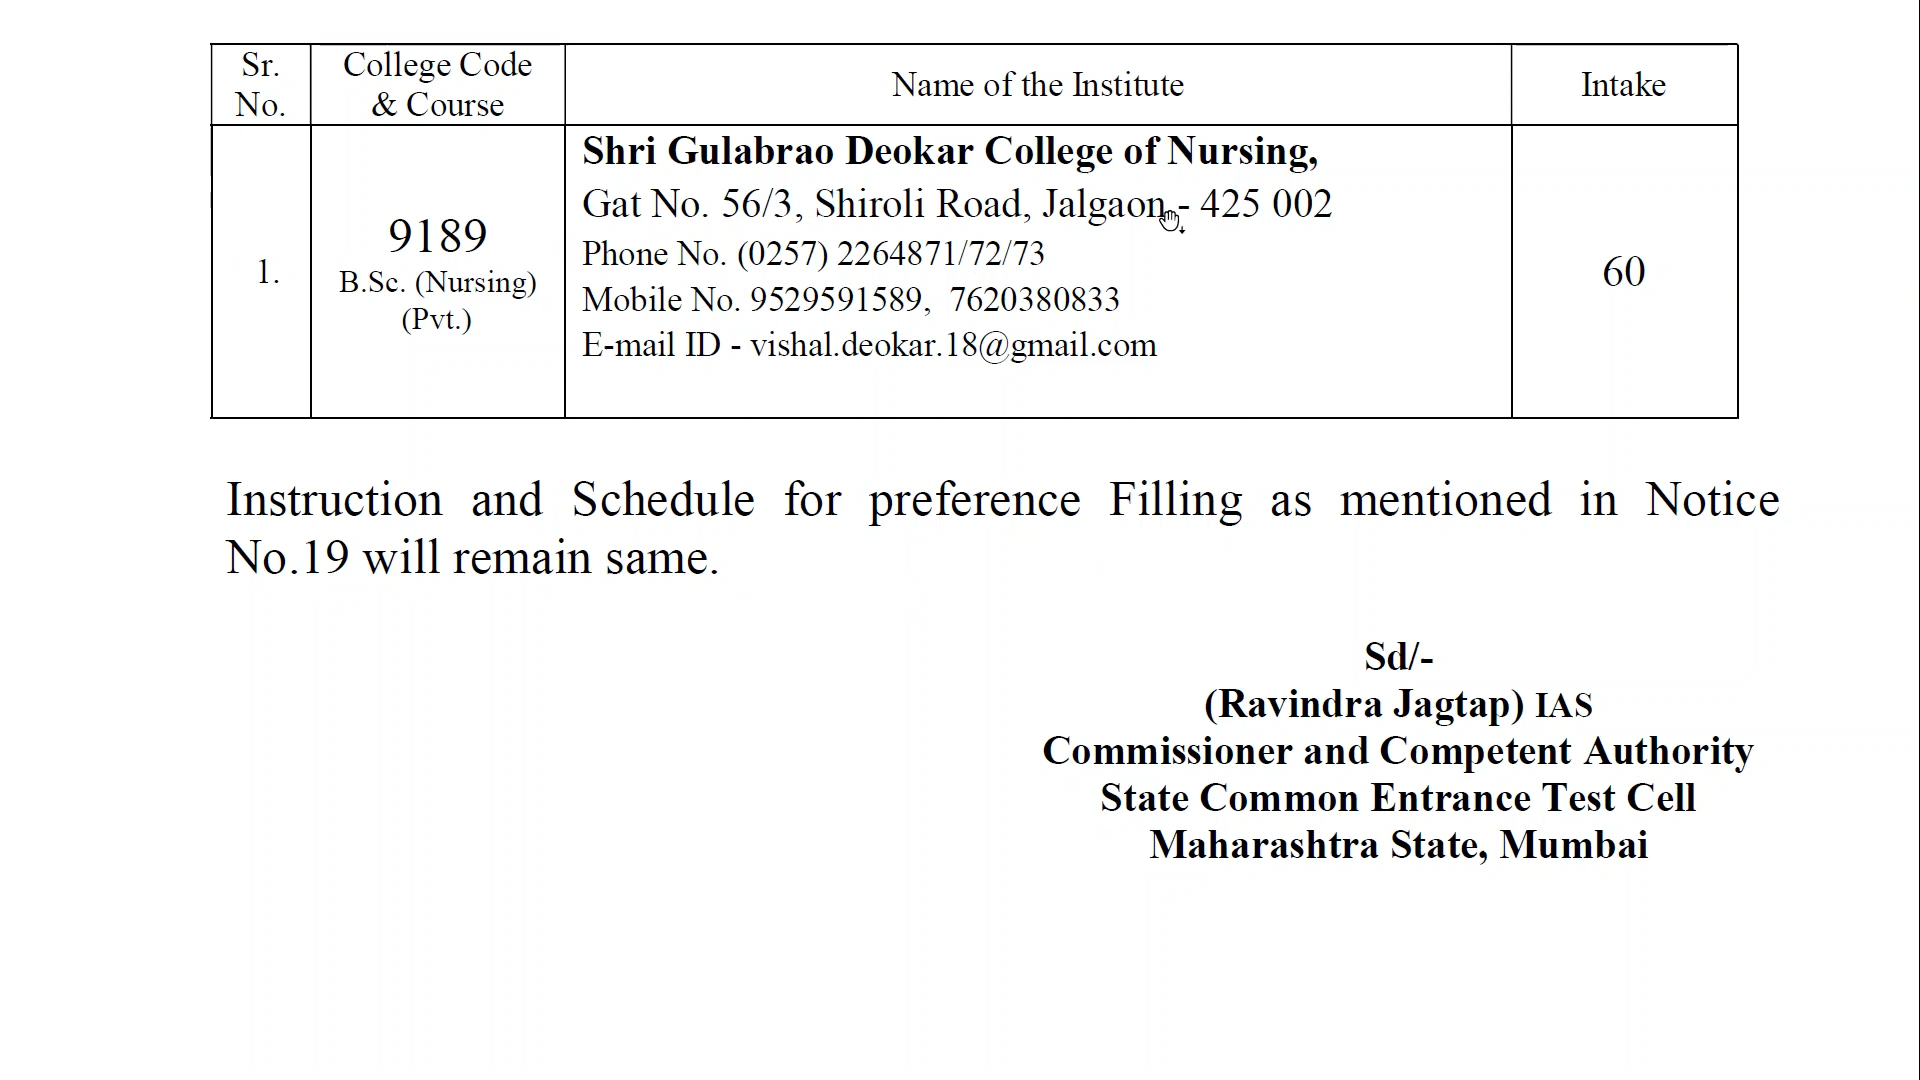 Sr.
No.
College Code
& Course
Name of the Institute
Intake
1.
9189
B.Sc. (Nursing)
(Pvt.)
Shri Gulabrao Deokar College of Nursing,
Gat No. 56/3, Shiroli Road, Jalgaon - 425 002
Phone No. (0257) 2264871/72/73
Mobile No. 9529591589, 7620380833
E-mail ID - vishal.deokar.18@gmail.com
60
Instruction and Schedule for preference Filling as mentioned in Notice
No.19 will remain same.
Sd/-
(Ravindra Jagtap) IAS
Commissioner and Competent Authority
State Common Entrance Test Cell
Maharashtra State, Mumbai